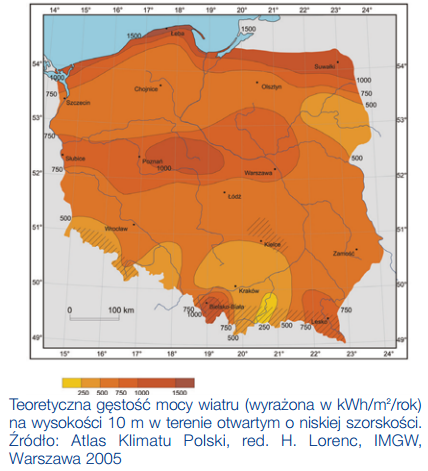 14° 15° 16° 17° 18° 19° 20° 21° 22° 23°
1500
Łeba
1500
54°
Suwałki
54°
1000
750
Chojnice
Olsztyn
1000
750
500
Szczecin
53°
53°
500
750
750
Słubice
Poznań
1000
52°
Warszawa
52°
Łódź
51°
500
Wrocław
51°
Kielce
Zamość
50°
Kraków
50°
0 100 km
750
1000
Bielsko-Biała
Lesko
750
750
500
250
500
750
49°
49°
15° 16° 17° 18° 19° 20° 21° 22° 23° 24°
250 500 750 1000 1500
Teoretyczna gęstość mocy wiatru (wyrażona w kWh/m²/rok)
na wysokości 10 m w terenie otwartym o niskiej szorskości.
Źródło: Atlas Klimatu Polski, red. H. Lorenc, IMGW,
Warszawa 2005